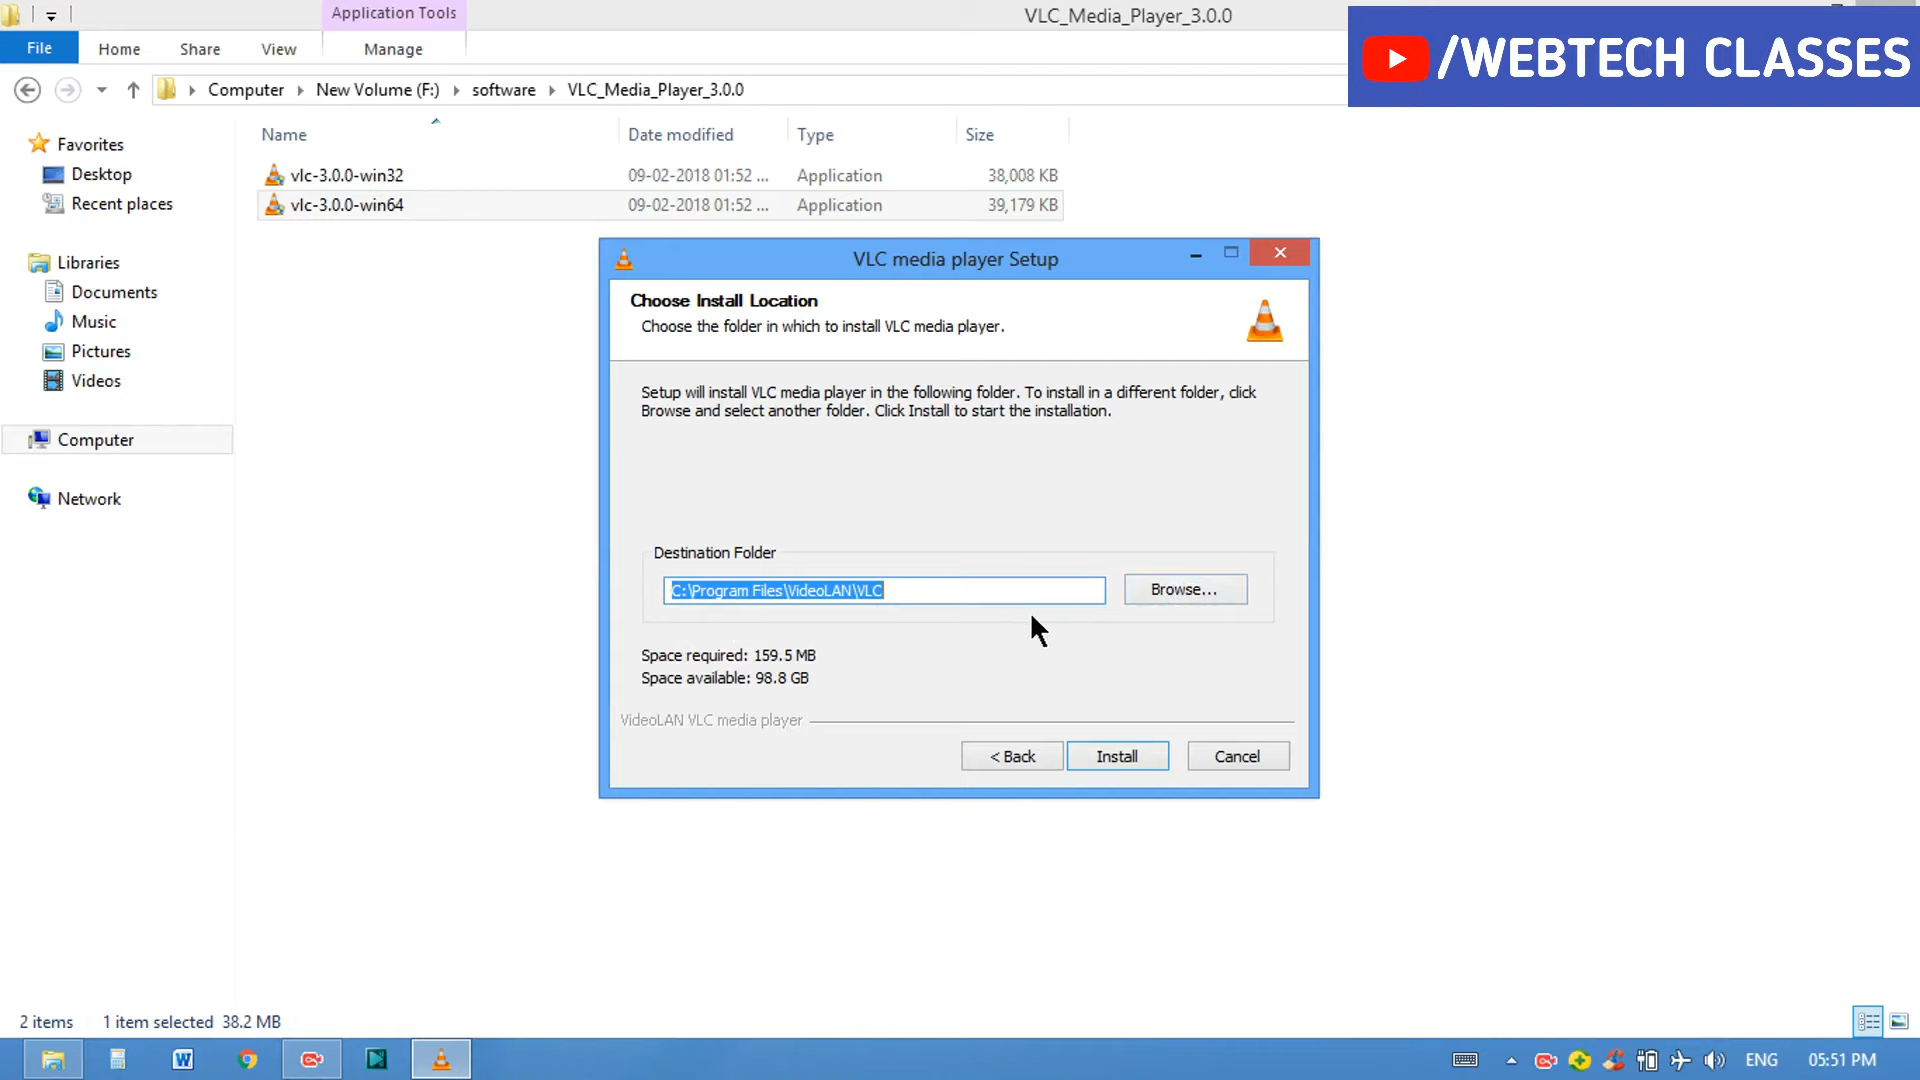 Application Tools
VLC_Media_Player_3.0.0
/WEBTECH CLASSES
File Home Share View Manage
Computer New Volume (F:) software VLC_Media_Player_3.0.0
Name Date modified Type Size
vlc-3.0.0-win32 09-02-2018 01:52 ... Application 38,008 KB
vlc-3.0.0-win64 09-02-2018 01:52 ... Application 39,179 KB
Favorites
Desktop
Recent places
Libraries
Documents
Music
Pictures
Videos
Computer
Network
VLC media player Setup
Choose Install Location
Choose the folder in which to install VLC media player.
Setup will install VLC media player in the following folder. To install in a different folder, click
Browse and select another folder. Click Install to start the installation.
Destination Folder
C:\Program Files\VideoLAN\VLC
Browse...
Space required: 159.5 MB
Space available: 98.8 GB
VideoLAN VLC media player
< Back Install Cancel
2 items 1 item selected 38.2 MB
ENG 05:51 PM